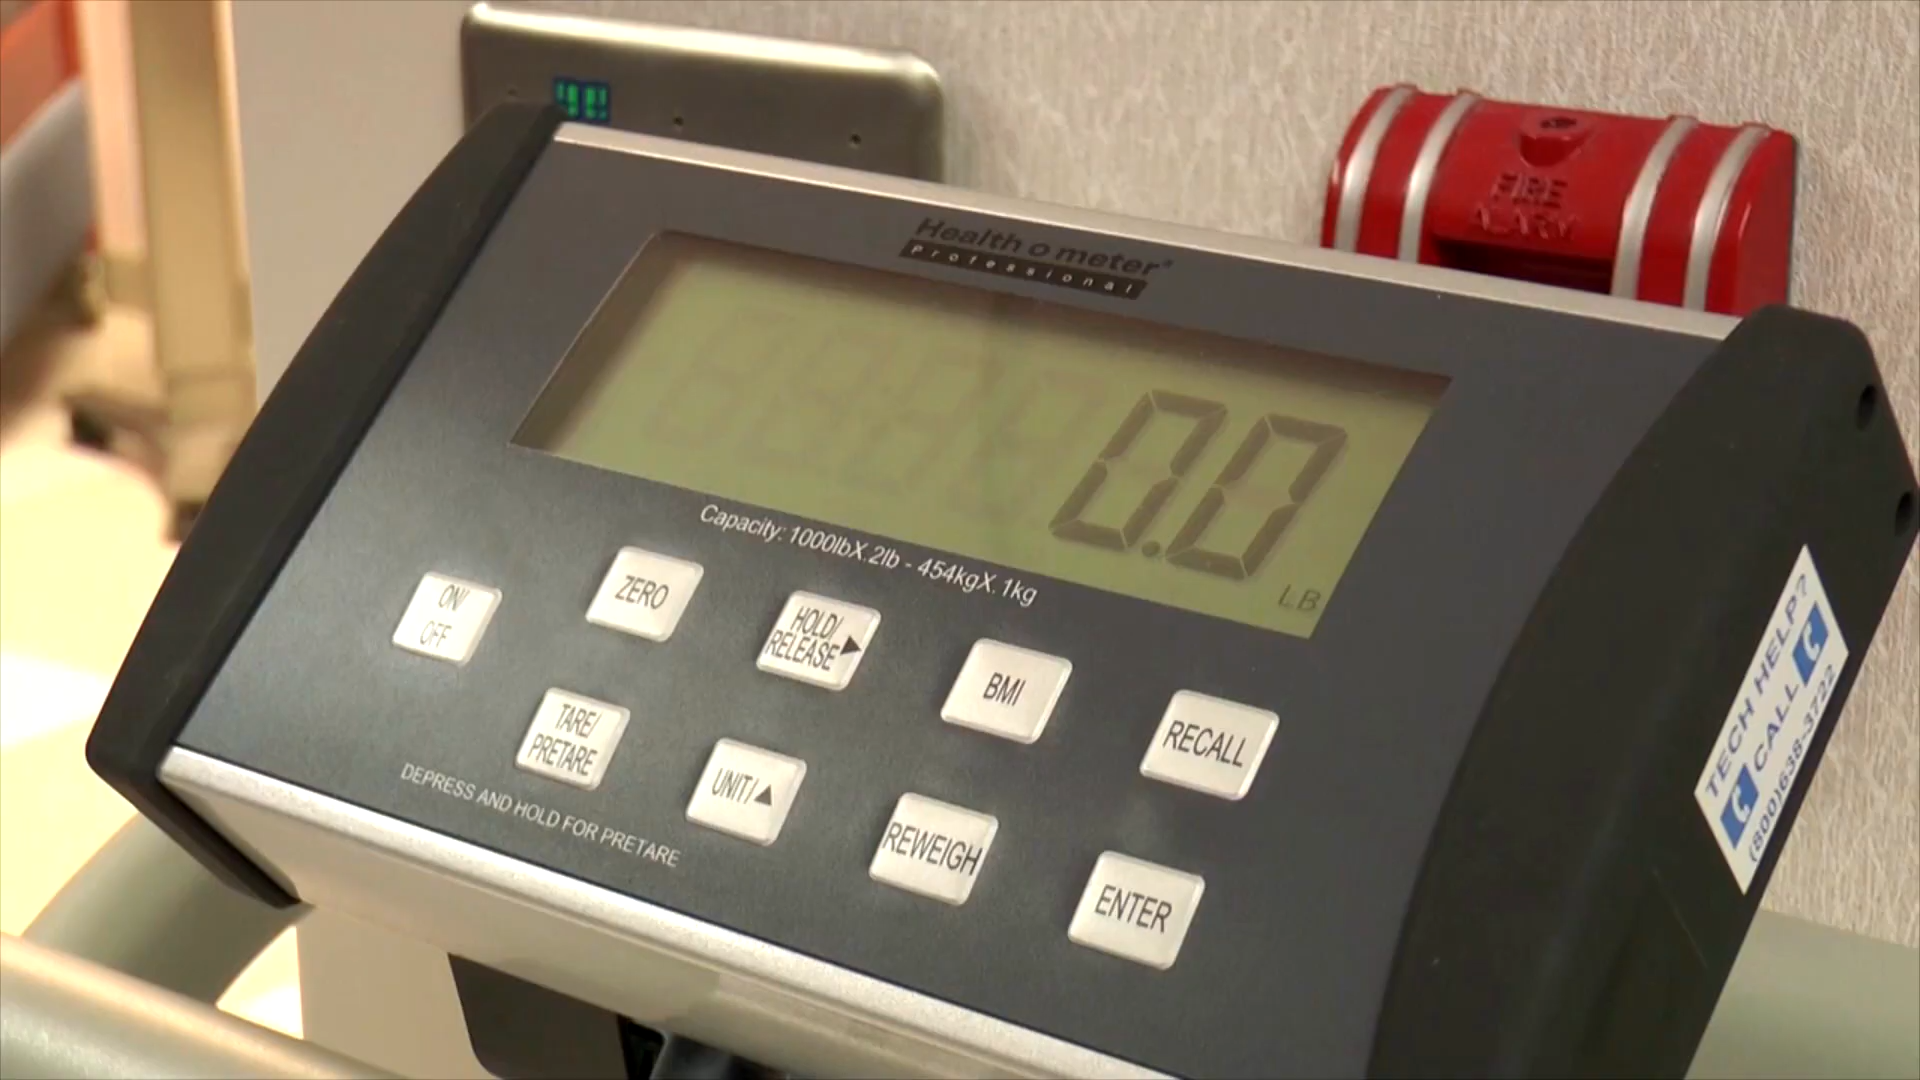 FIRE
ALARM
Health o meter®
Professional
0.0
LB
Capacity: 1000lbX.2lb - 454kgX.1kg
ON/
OFF
ZERO
HOLD/
RELEASE ▶
BMI
RECALL
TARE/
PRETARE
UNIT/▲
REWEIGH
ENTER
DEPRESS AND HOLD FOR PRETARE
TECH HELP?
CALL
(800)638-3722